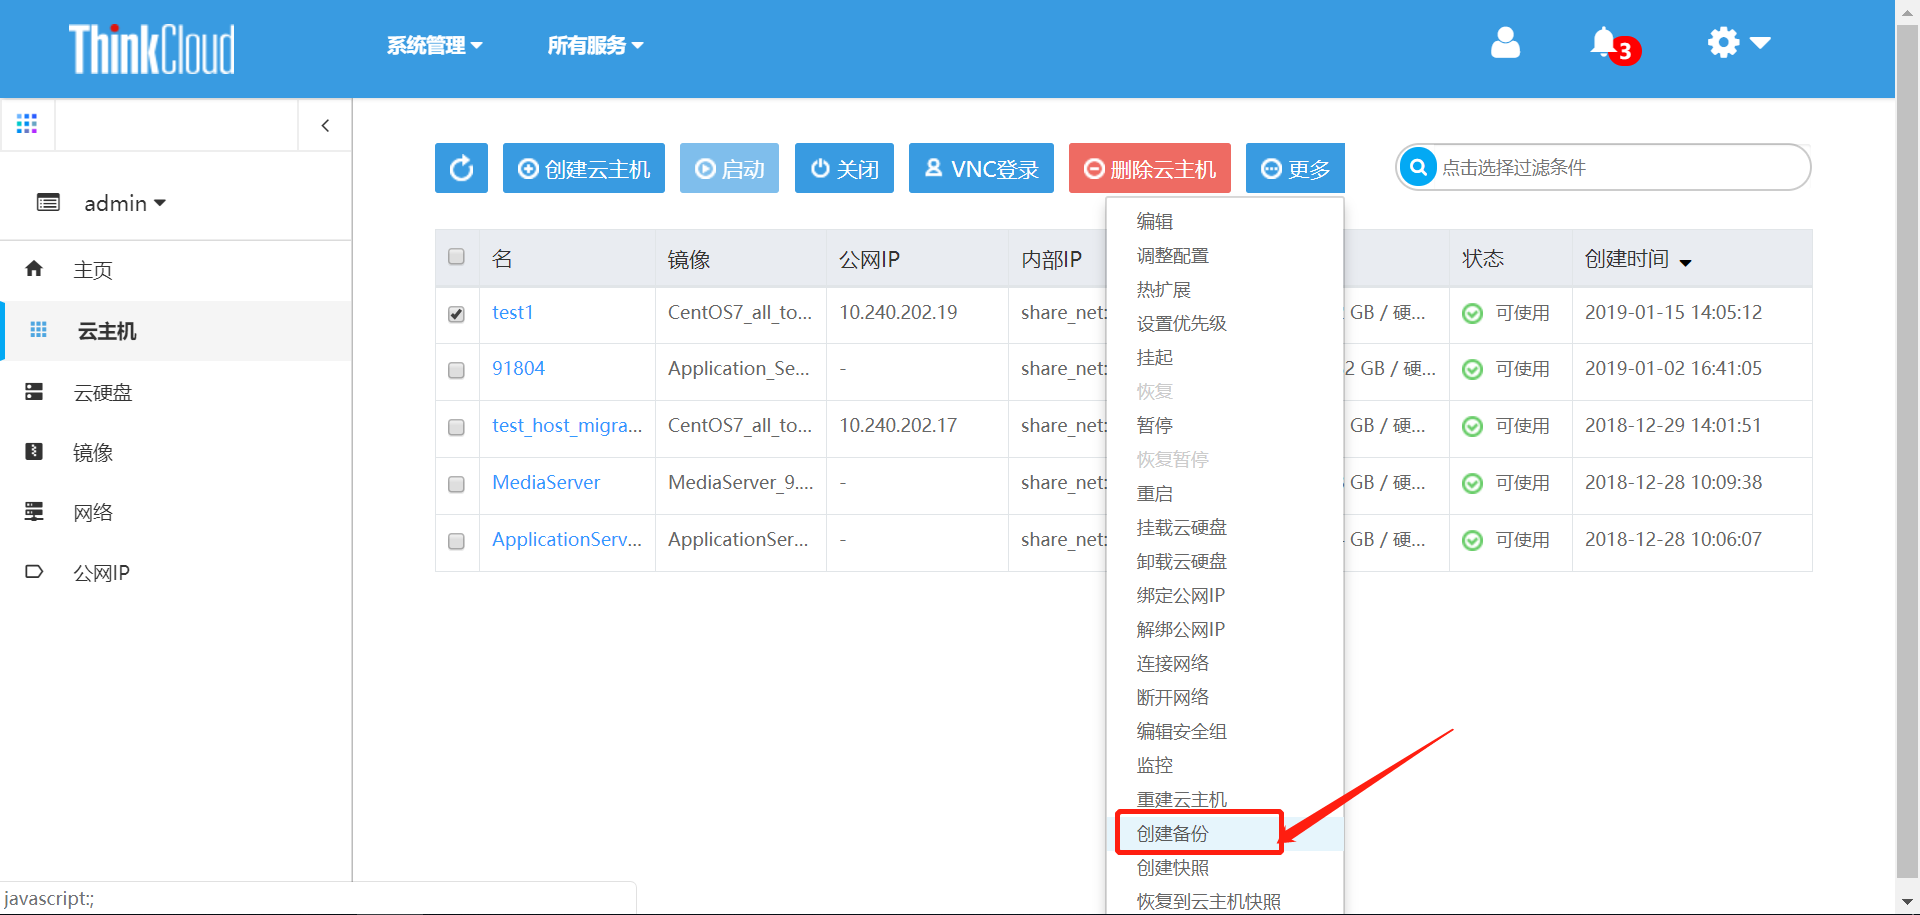 ThinkCloud
系统管理
所有服务
3
admin
主页
云主机
云硬盘
镜像
网络
公网IP
创建云主机
启动
关闭
VNC登录
删除云主机
更多
点击选择过滤条件
名 镜像 公网IP 内部IP 状态 创建时间
test1 CentOS7_all_to... 10.240.202.19 share_net: GB / 硬... 可使用 2019-01-15 14:05:12
91804 Application_Se... - share_net: 2 GB / 硬... 可使用 2019-01-02 16:41:05
test_host_migra... CentOS7_all_to... 10.240.202.17 share_net: GB / 硬... 可使用 2018-12-29 14:01:51
MediaServer MediaServer_9.... - share_net: GB / 硬... 可使用 2018-12-28 10:09:38
ApplicationServ... ApplicationSer... - share_net: GB / 硬... 可使用 2018-12-28 10:06:07
编辑
调整配置
热扩展
设置优先级
挂起
恢复
暂停
恢复暂停
重启
挂载云硬盘
卸载云硬盘
绑定公网IP
解绑公网IP
连接网络
断开网络
编辑安全组
监控
重建云主机
创建备份
创建快照
恢复到云主机快照
javascript:;